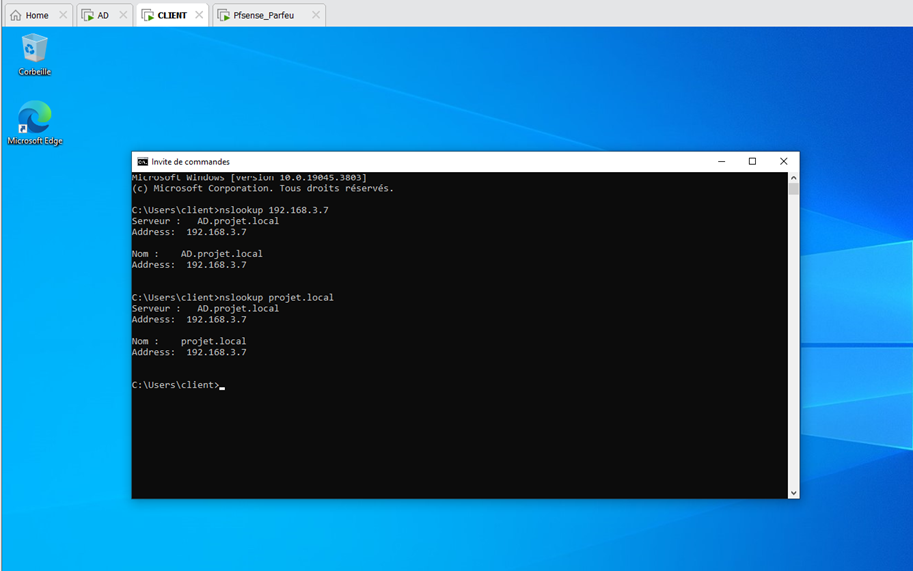 Home
AD
CLIENT
Pfsense_Parfeu
Corbeille
Microsoft Edge
Invite de commandes
Microsoft Windows [version 10.0.19045.3803]
(c) Microsoft Corporation. Tous droits réservés.
C:\Users\client>nslookup 192.168.3.7
Serveur :   AD.projet.local
Address:  192.168.3.7
Nom :    AD.projet.local
Address:  192.168.3.7
C:\Users\client>nslookup projet.local
Serveur :   AD.projet.local
Address:  192.168.3.7
Nom :    projet.local
Address:  192.168.3.7
C:\Users\client>